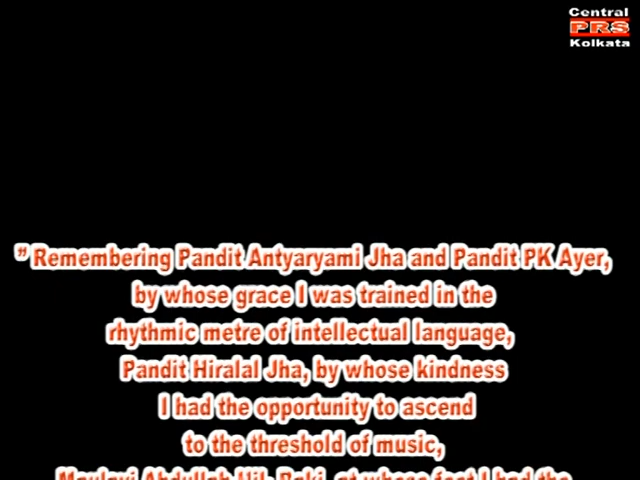 Central
PRS
Kolkata
" Remembering Pandit Antyaryami Jha and Pandit PK Ayer,
by whose grace I was trained in the
rhythmic metre of intellectual language,
Pandit Hiralal Jha, by whose kindness
I had the opportunity to ascend
to the threshold of music,
Maulavi Abdullah at whose feet I had the